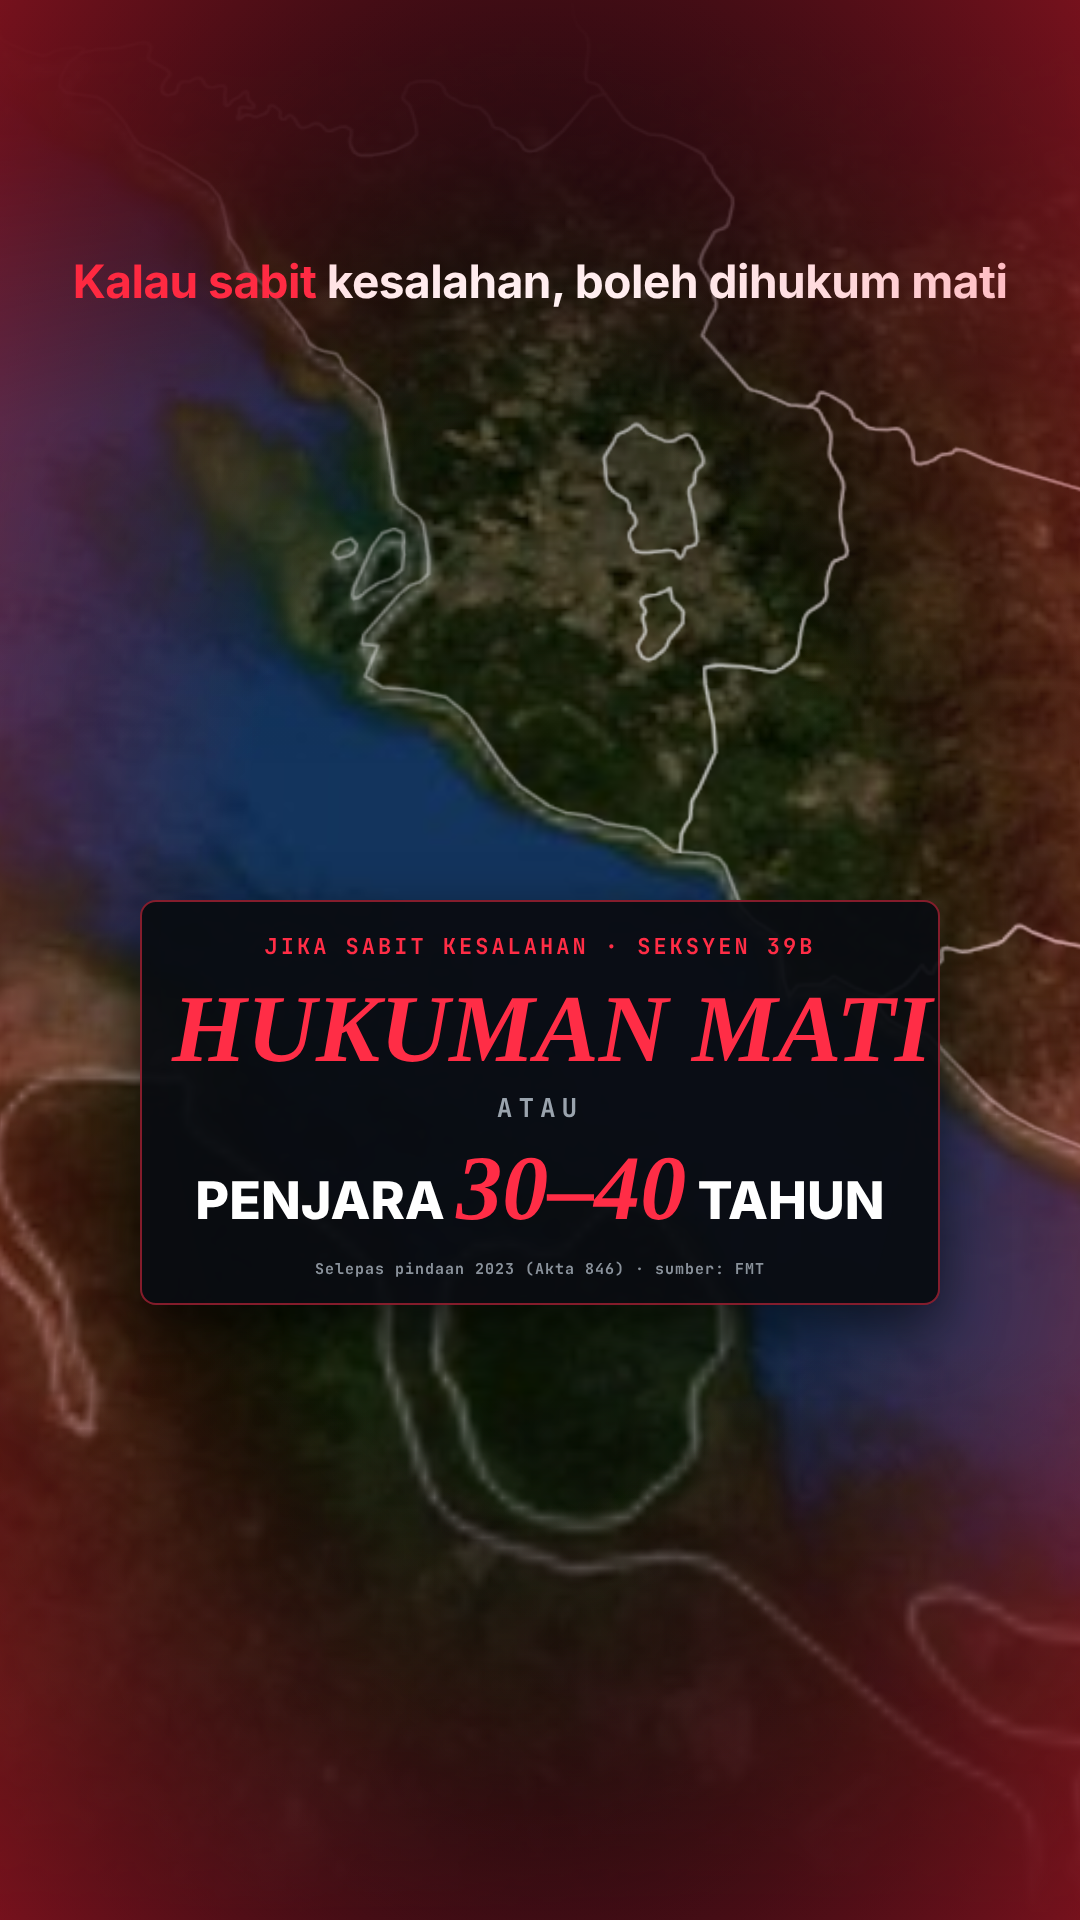 Kalau sabit kesalahan, boleh dihukum mati
JIKA SABIT KESALAHAN · SEKSYEN 39B
HUKUMAN MATI
ATAU
PENJARA 30–40 TAHUN
Selepas pindaan 2023 (Akta 846) · sumber: FMT